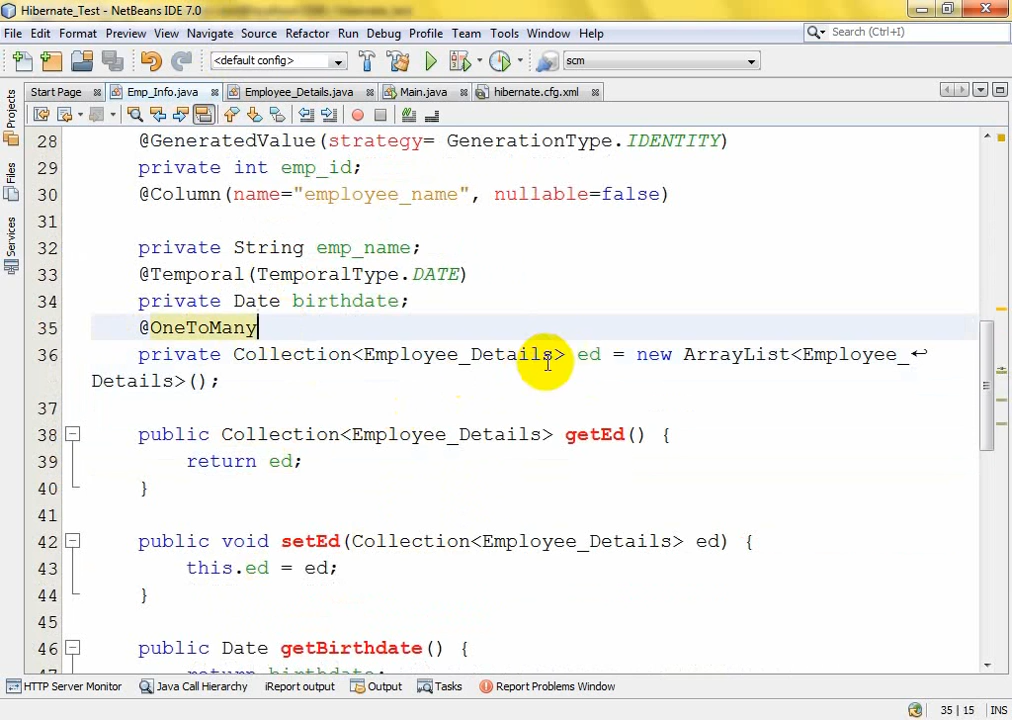 Hibernate_Test - NetBeans IDE 7.0
File Edit Format Preview View Navigate Source Refactor Run Debug Profile Team Tools Window Help
Search (Ctrl+I)
<default config>
scm
Start Page
Emp_Info.java
Employee_Details.java
Main.java
hibernate.cfg.xml
Projects
Files
Services
28 @GeneratedValue(strategy= GenerationType.IDENTITY)
29 private int emp_id;
30 @Column(name="employee_name", nullable=false)
31
32 private String emp_name;
33 @Temporal(TemporalType.DATE)
34 private Date birthdate;
35 @OneToMany
36 private Collection<Employee_Details> ed = new ArrayList<Employee_
Details>();
37
38 public Collection<Employee_Details> getEd() {
39 return ed;
40 }
41
42 public void setEd(Collection<Employee_Details> ed) {
43 this.ed = ed;
44 }
45
46 public Date getBirthdate() {
47 return birthdate;
HTTP Server Monitor
Java Call Hierarchy
iReport output
Output
Tasks
Report Problems Window
35 | 15 INS